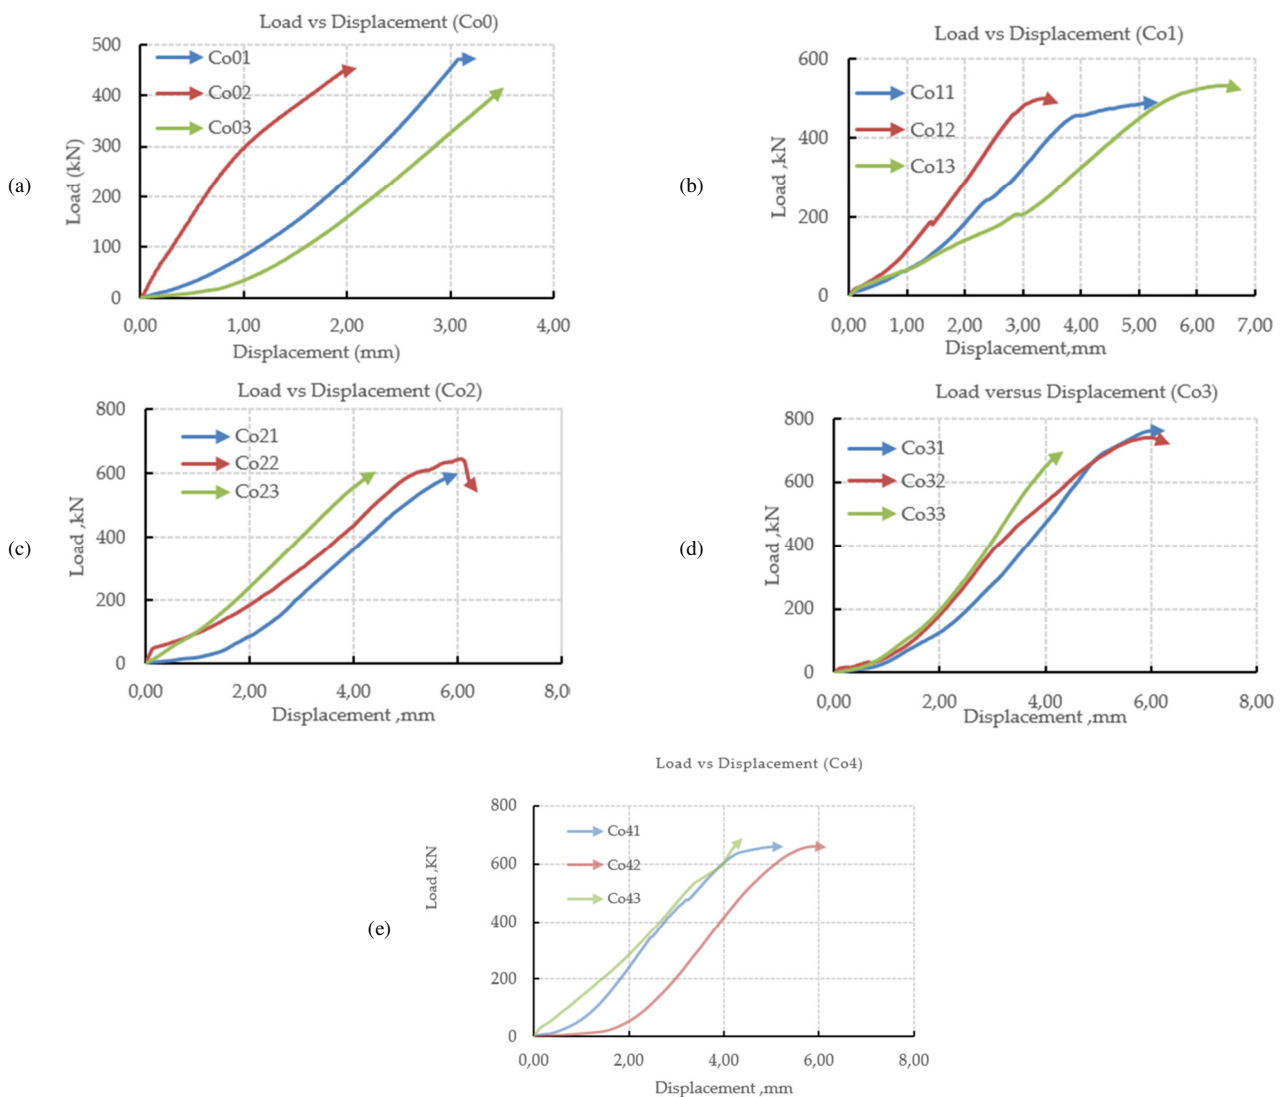 Load vs Displacement (Co0)
500
400
300
200
100
0
Load (kN)
Co01
Co02
Co03
(a)
0,00 1,00 2,00 3,00 4,00
Displacement (mm)
Load vs Displacement (Co1)
600
400
200
0
Load ,kN
Co11
Co12
Co13
(b)
0,00 1,00 2,00 3,00 4,00 5,00 6,00 7,00
Displacement,mm
Load vs Displacement (Co2)
800
600
400
200
0
Load ,kN
Co21
Co22
Co23
(c)
0,00 2,00 4,00 6,00 8,0
Displacement ,mm
Load versus Displacement (Co3)
800
600
400
200
0
Load ,kN
Co31
Co32
Co33
(d)
0,00 2,00 4,00 6,00 8,00
Displacement ,mm
Load vs Displacement (Co4)
800
600
400
200
0
Load ,KN
Co41
Co42
Co43
(e)
0,00 2,00 4,00 6,00 8,00
Displacement ,mm